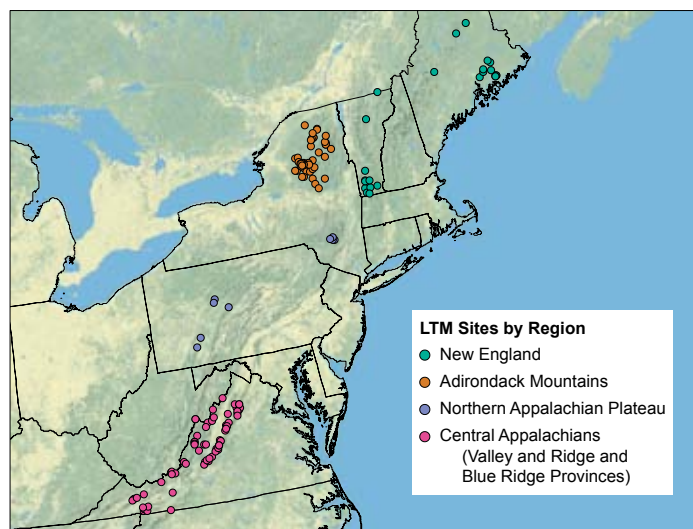 LTM Sites by Region
New England
Adirondack Mountains
Northern Appalachian Plateau
Central Appalachians
(Valley and Ridge and
Blue Ridge Provinces)